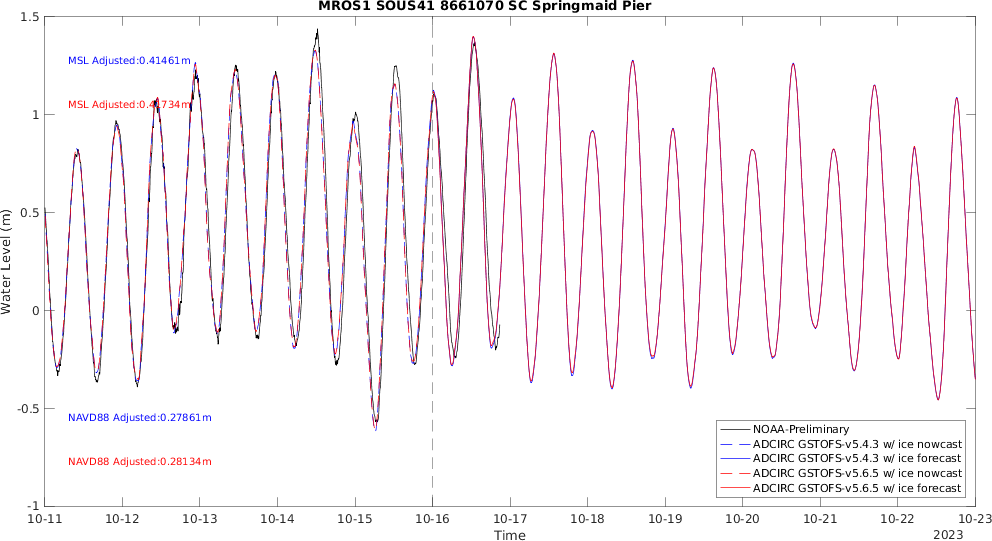 MROS1 SOUS41 8661070 SC Springmaid Pier
1.5
1
0.5
0
-0.5
-1
Water Level (m)
MSL Adjusted:0.41461m
MSL Adjusted:0.41734m
NAVD88 Adjusted:0.27861m
NAVD88 Adjusted:0.28134m
NOAA-Preliminary
ADCIRC GSTOFS-v5.4.3 w/ ice nowcast
ADCIRC GSTOFS-v5.4.3 w/ ice forecast
ADCIRC GSTOFS-v5.6.5 w/ ice nowcast
ADCIRC GSTOFS-v5.6.5 w/ ice forecast
10-11 10-12 10-13 10-14 10-15 10-16 10-17 10-18 10-19 10-20 10-21 10-22 10-23
Time
2023